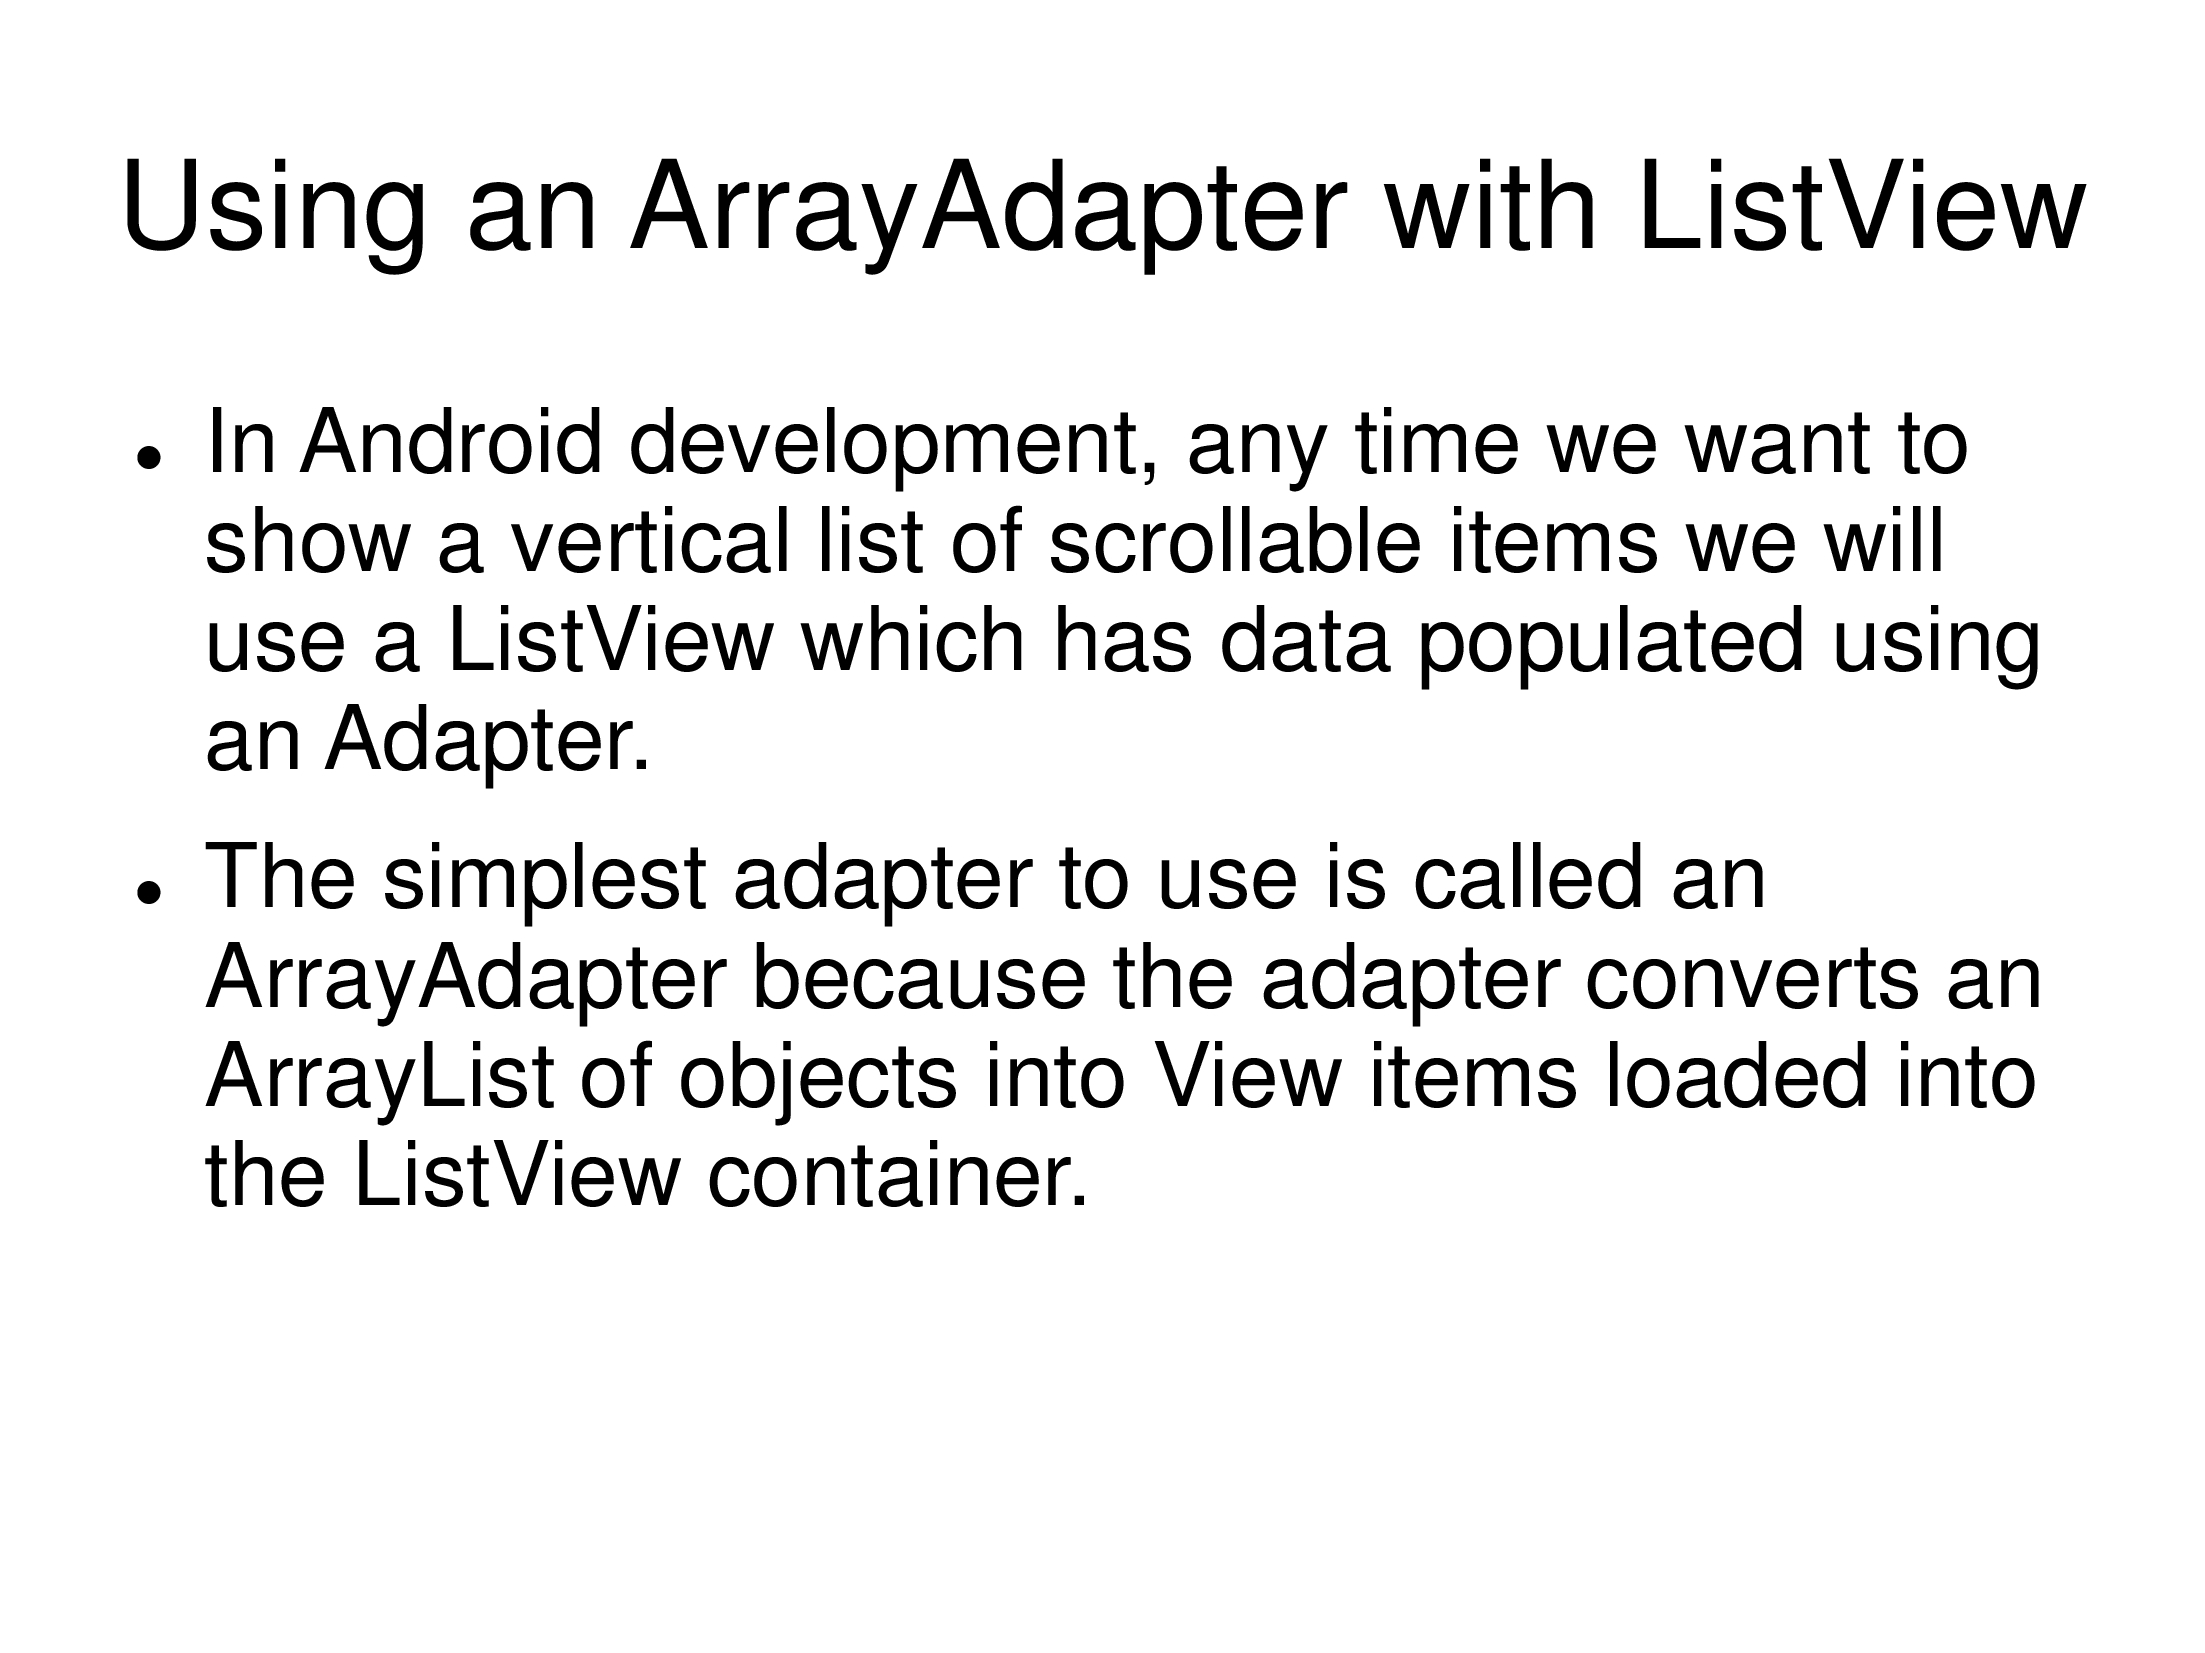 Using an ArrayAdapter with ListView
• In Android development, any time we want to
show a vertical list of scrollable items we will
use a ListView which has data populated using
an Adapter.
• The simplest adapter to use is called an
ArrayAdapter because the adapter converts an
ArrayList of objects into View items loaded into
the ListView container.